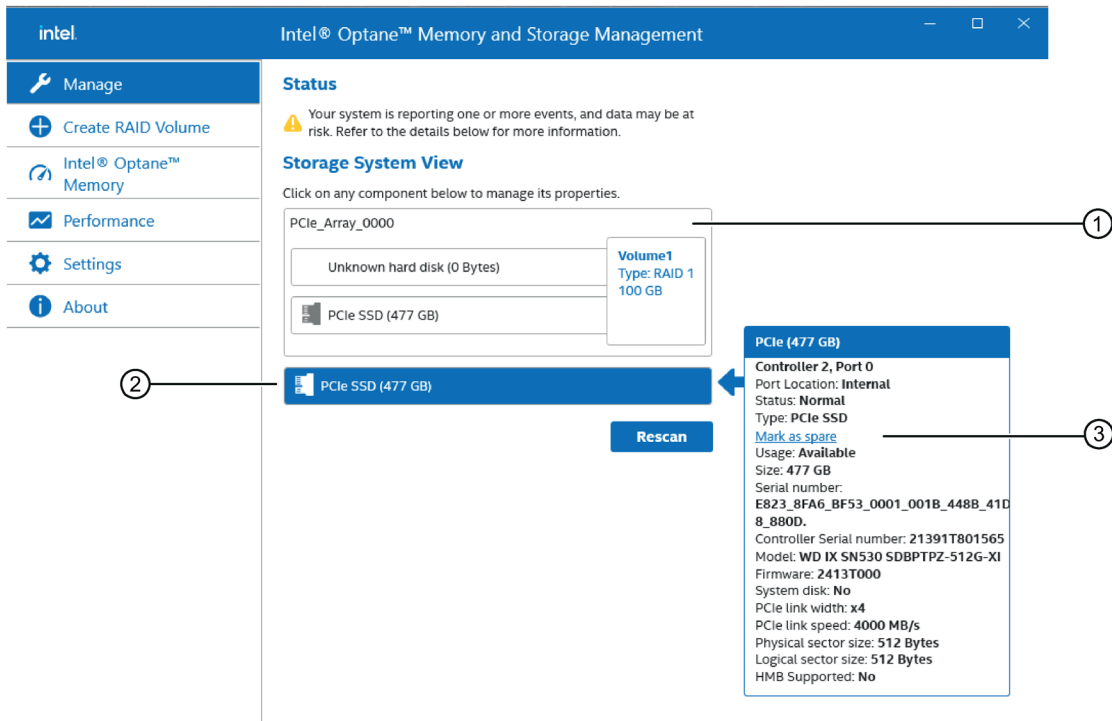 intel.
Intel® Optane™ Memory and Storage Management
Manage
Create RAID Volume
Intel® Optane™
Memory
Performance
Settings
About
Status
Your system is reporting one or more events, and data may be at
risk. Refer to the details below for more information.
Storage System View
Click on any component below to manage its properties.
PCIe_Array_0000
Unknown hard disk (0 Bytes)
PCIe SSD (477 GB)
Volume1
Type: RAID 1
100 GB
1
2
PCIe SSD (477 GB)
Rescan
PCIe (477 GB)
Controller 2, Port 0
Port Location: Internal
Status: Normal
Type: PCIe SSD
Mark as spare
3
Usage: Available
Size: 477 GB
Serial number:
E823_8FA6_BF53_0001_001B_448B_41D
8_880D.
Controller Serial number: 21391T801565
Model: WD IX SN530 SDBPTPZ-512G-XI
Firmware: 2413T000
System disk: No
PCIe link width: x4
PCIe link speed: 4000 MB/s
Physical sector size: 512 Bytes
Logical sector size: 512 Bytes
HMB Supported: No